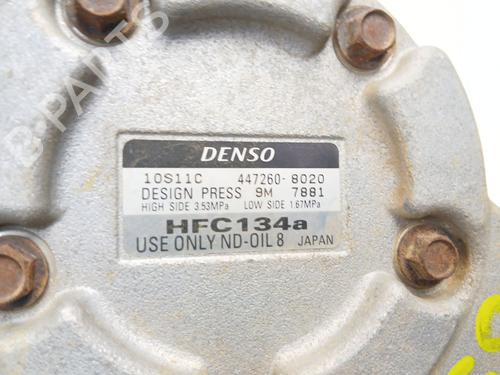 B-PARTS
DENSO
10S11C 447260-8020
DESIGN PRESS 9M 7881
HIGH SIDE 3.53MPa LOW SIDE 1.67MPa
HFC134a
USE ONLY ND-OIL 8 JAPAN